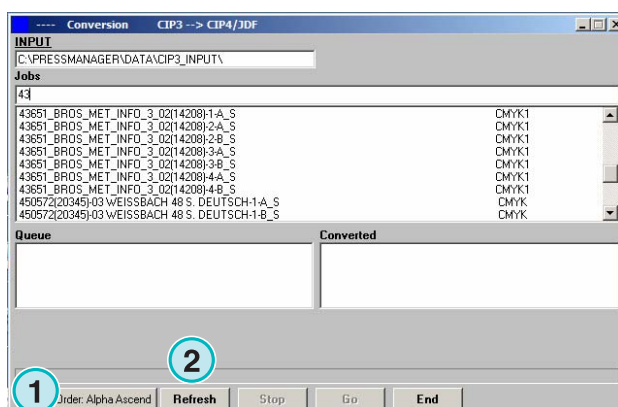 ---- Conversion CIP3 --> CIP4/JDF
INPUT
C:\PRESSMANAGER\DATA\CIP3_INPUT\
Jobs
43
43651_BROS_MET_INFO_3_02(14208)-1-A_S CMYK1
43651_BROS_MET_INFO_3_02(14208)-2-A_S CMYK1
43651_BROS_MET_INFO_3_02(14208)-2-B_S CMYK1
43651_BROS_MET_INFO_3_02(14208)-3-A_S CMYK1
43651_BROS_MET_INFO_3_02(14208)-3-B_S CMYK1
43651_BROS_MET_INFO_3_02(14208)-4-A_S CMYK1
43651_BROS_MET_INFO_3_02(14208)-4-B_S CMYK1
450572(20345)-03 WEISSBACH 48 S. DEUTSCH-1-A_S CMYK
450572(20345)-03 WEISSBACH 48 S. DEUTSCH-1-B_S CMYK
Queue Converted
2
1 Order: Alpha Ascend Refresh Stop Go End